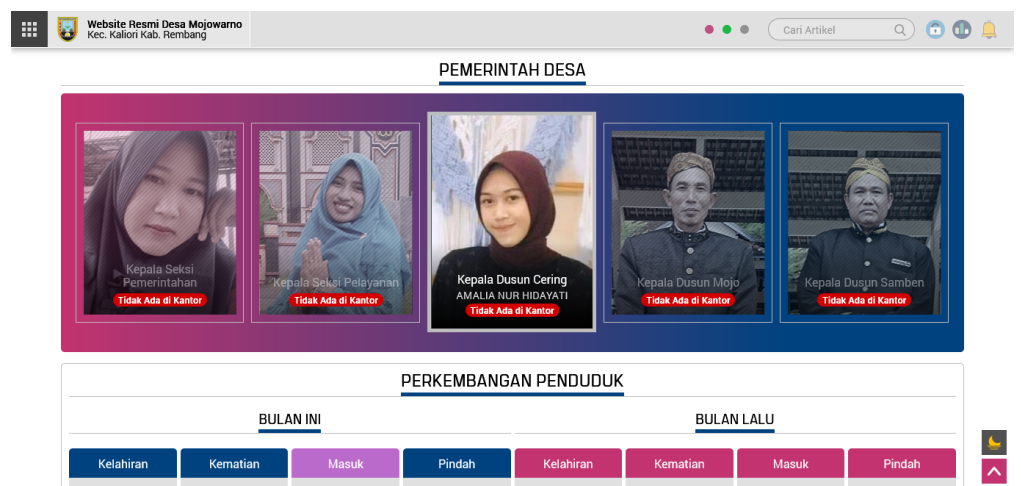 Website Resmi Desa Mojowarno
Kec. Kaliori Kab. Rembang
Cari Artikel
PEMERINTAH DESA
Kepala Seksi
Pemerintahan
Tidak Ada di Kantor
Kepala Seksi Pelayanan
Tidak Ada di Kantor
Kepala Dusun Cering
AMALIA NUR HIDAYATI
Tidak Ada di Kantor
Kepala Dusun Mojo
Tidak Ada di Kantor
Kepala Dusun Samben
Tidak Ada di Kantor
PERKEMBANGAN PENDUDUK
BULAN INI
BULAN LALU
Kelahiran Kematian Masuk Pindah Kelahiran Kematian Masuk Pindah